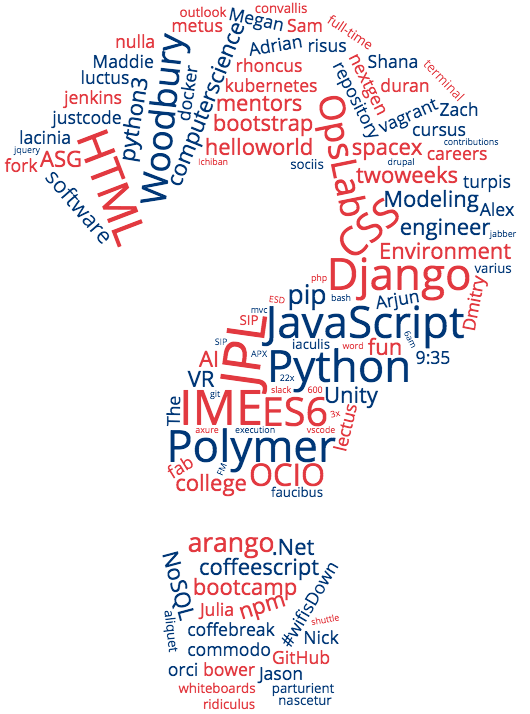 outlook
convallis
Megan
metus
Sam
full-time
nulla
Adrian
risus
Maddie
Woodbury
computerscience
rhoncus
Shana
terminal
luctus
docker
kubernetes
nextgen
duran
jenkins
python3
mentors
repository
vagrant
Zach
justcode
bootstrap
OpsLab
cursus
lacinia
HTML
helloworld
spacex
contributions
jquery
careers
fork
ASG
Ichiban
sociis
drupal
twoweeks
turpis
software
CSS
Modeling
Alex
engineer
jabber
Environment
php
Django
varius
ESD
pip
bash
Arjun
Dmitry
mvc
SIP
JavaScript
JPL
SIP
iaculis
word
fun
6am
9:35
AI
APX
Python
VR
22x
git
slack
600
Unity
The
IME
ES6
3x
lectus
axure
execution
vscode
Polymer
fab
FM
OCIO
college
faucibus
arango
.Net
NoSQL
coffeescript
bootcamp
#wifisDown
Julia
npm
shuttle
aliquet
coffebreak
Nick
commodo
GitHub
orci
bower
Jason
whiteboards
parturient
ridiculus
nascetur